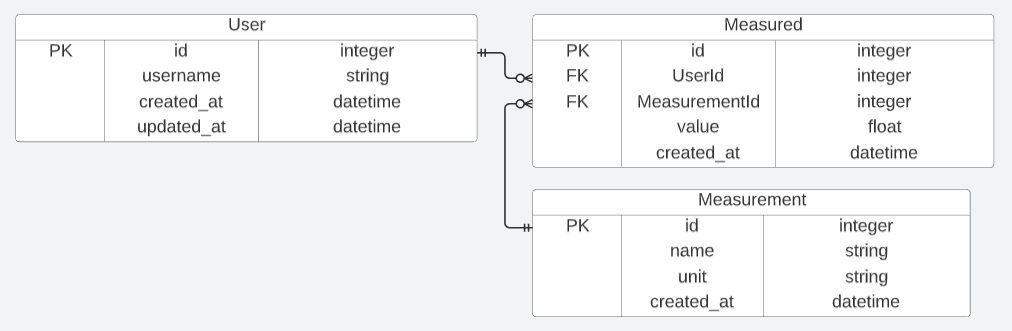 User
PK id integer
username string
created_at datetime
updated_at datetime
Measured
PK id integer
FK UserId integer
FK MeasurementId integer
value float
created_at datetime
Measurement
PK id integer
name string
unit string
created_at datetime